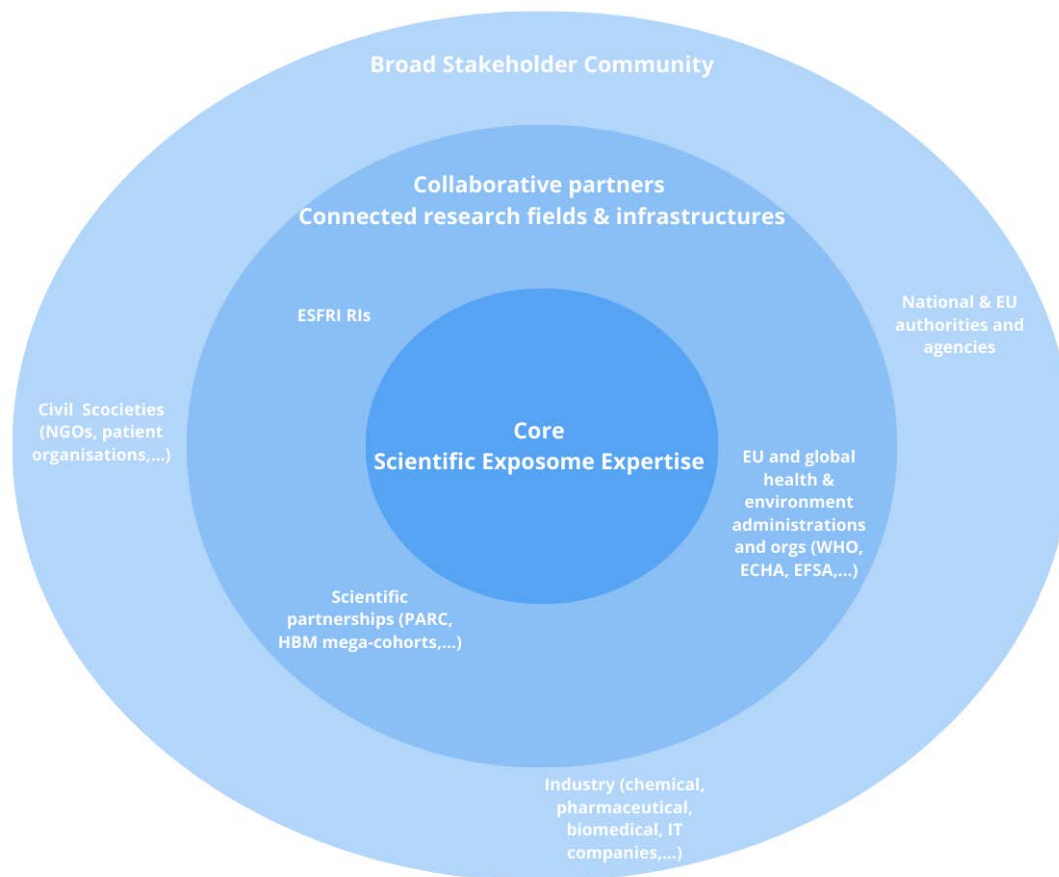 Broad Stakeholder Community
Collaborative partners
Connected research fields & infrastructures
ESFRI RIs
National & EU
authorities and
agencies
Civil  Scocieties
(NGOs, patient
organisations,...)
Core
Scientific Exposome Expertise
EU and global
health &
environment
administrations
and orgs (WHO,
ECHA, EFSA,...)
Scientific
partnerships (PARC,
HBM mega-cohorts,...)
Industry (chemical,
pharmaceutical,
biomedical, IT
companies,...)